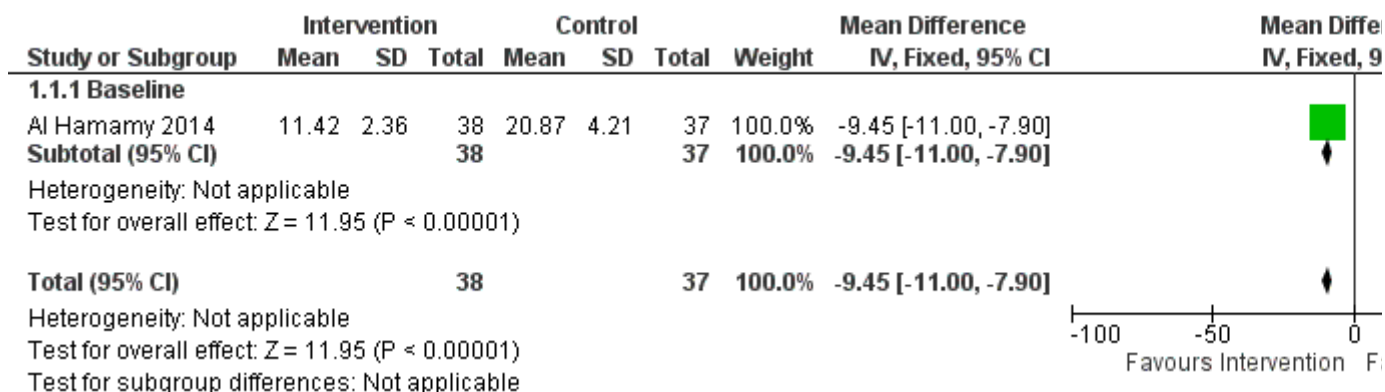 Intervention Control Mean Difference Mean Diffe
Study or Subgroup Mean SD Total Mean SD Total Weight IV, Fixed, 95% CI IV, Fixed, 9
1.1.1 Baseline
Al Hamamy 2014 11.42 2.36 38 20.87 4.21 37 100.0% -9.45 [-11.00, -7.90]
Subtotal (95% CI) 38 37 100.0% -9.45 [-11.00, -7.90]
Heterogeneity: Not applicable
Test for overall effect: Z = 11.95 (P < 0.00001)
Total (95% CI) 38 37 100.0% -9.45 [-11.00, -7.90]
Heterogeneity: Not applicable
Test for overall effect: Z = 11.95 (P < 0.00001)
Test for subgroup differences: Not applicable
-100 -50 0
Favours Intervention